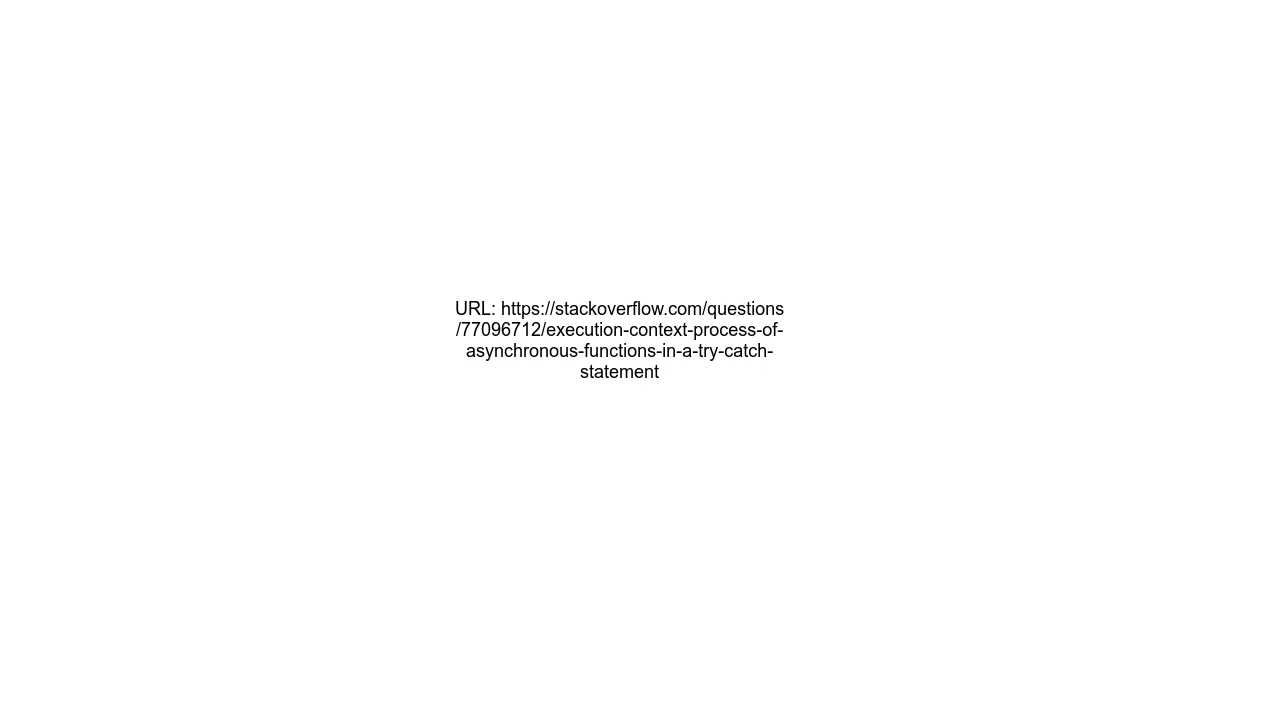 URL: https://stackoverflow.com/questions
/77096712/execution-context-process-of-
asynchronous-functions-in-a-try-catch-
statement